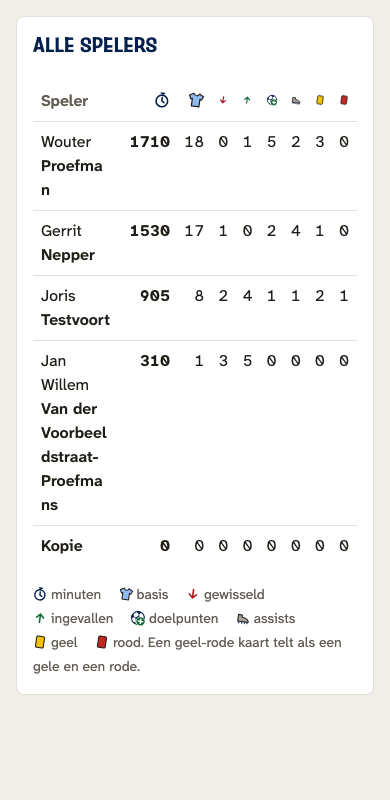 ALLE SPELERS
Speler
Wouter 1710 18 0 1 5 2 3 0
Proefma
n
Gerrit 1530 17 1 0 2 4 1 0
Nepper
Joris 905 8 2 4 1 1 2 1
Testvoort
Jan 310 1 3 5 0 0 0 0
Willem
Van der
Voorbeel
dstraat-
Proefma
ns
Kopie 0 0 0 0 0 0 0 0
minuten basis gewisseld
ingevallen doelpunten assists
geel rood. Een geel-rode kaart telt als een
gele en een rode.